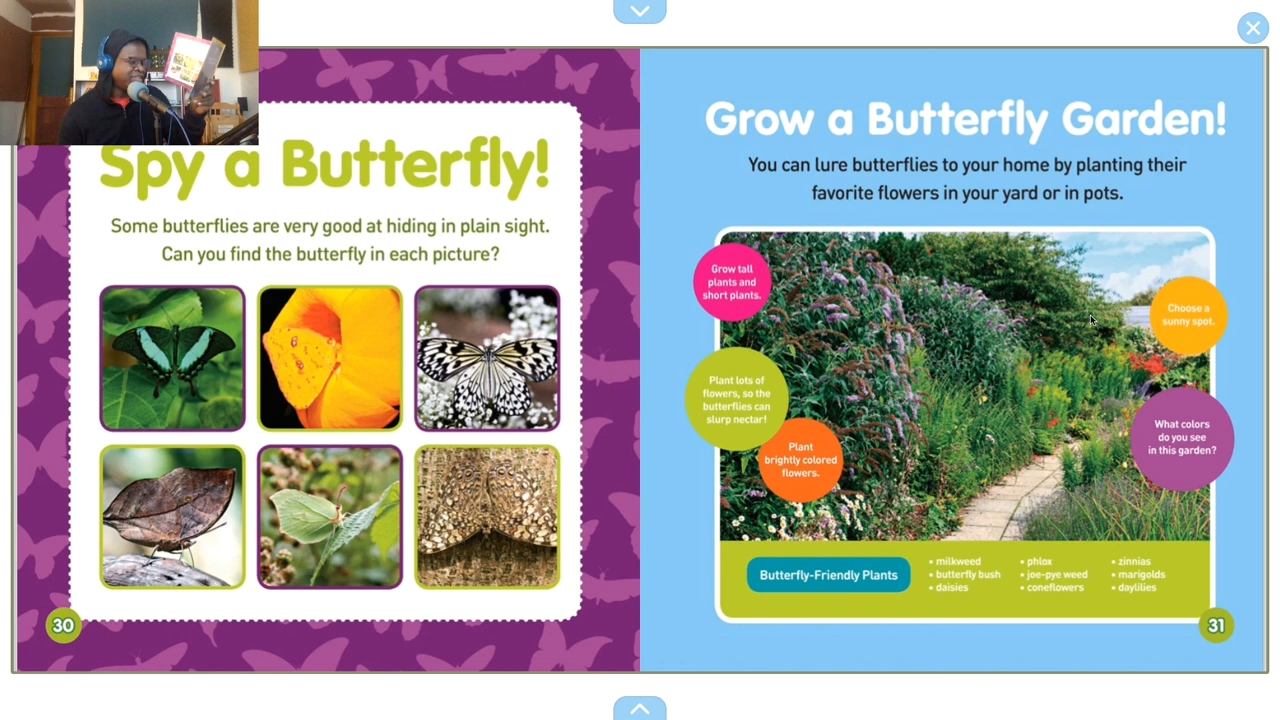 Spy a Butterfly!
Some butterflies are very good at hiding in plain sight.
Can you find the butterfly in each picture?
30
Grow a Butterfly Garden!
You can lure butterflies to your home by planting their
favorite flowers in your yard or in pots.
Grow tall
plants and
short plants.
Choose a
sunny spot.
Plant lots of
flowers, so the
butterflies can
slurp nectar!
Plant
brightly colored
flowers.
What colors
do you see
in this garden?
Butterfly-Friendly Plants
• milkweed
• butterfly bush
• daisies
• phlox
• joe-pye weed
• coneflowers
• zinnias
• marigolds
• daylilies
31